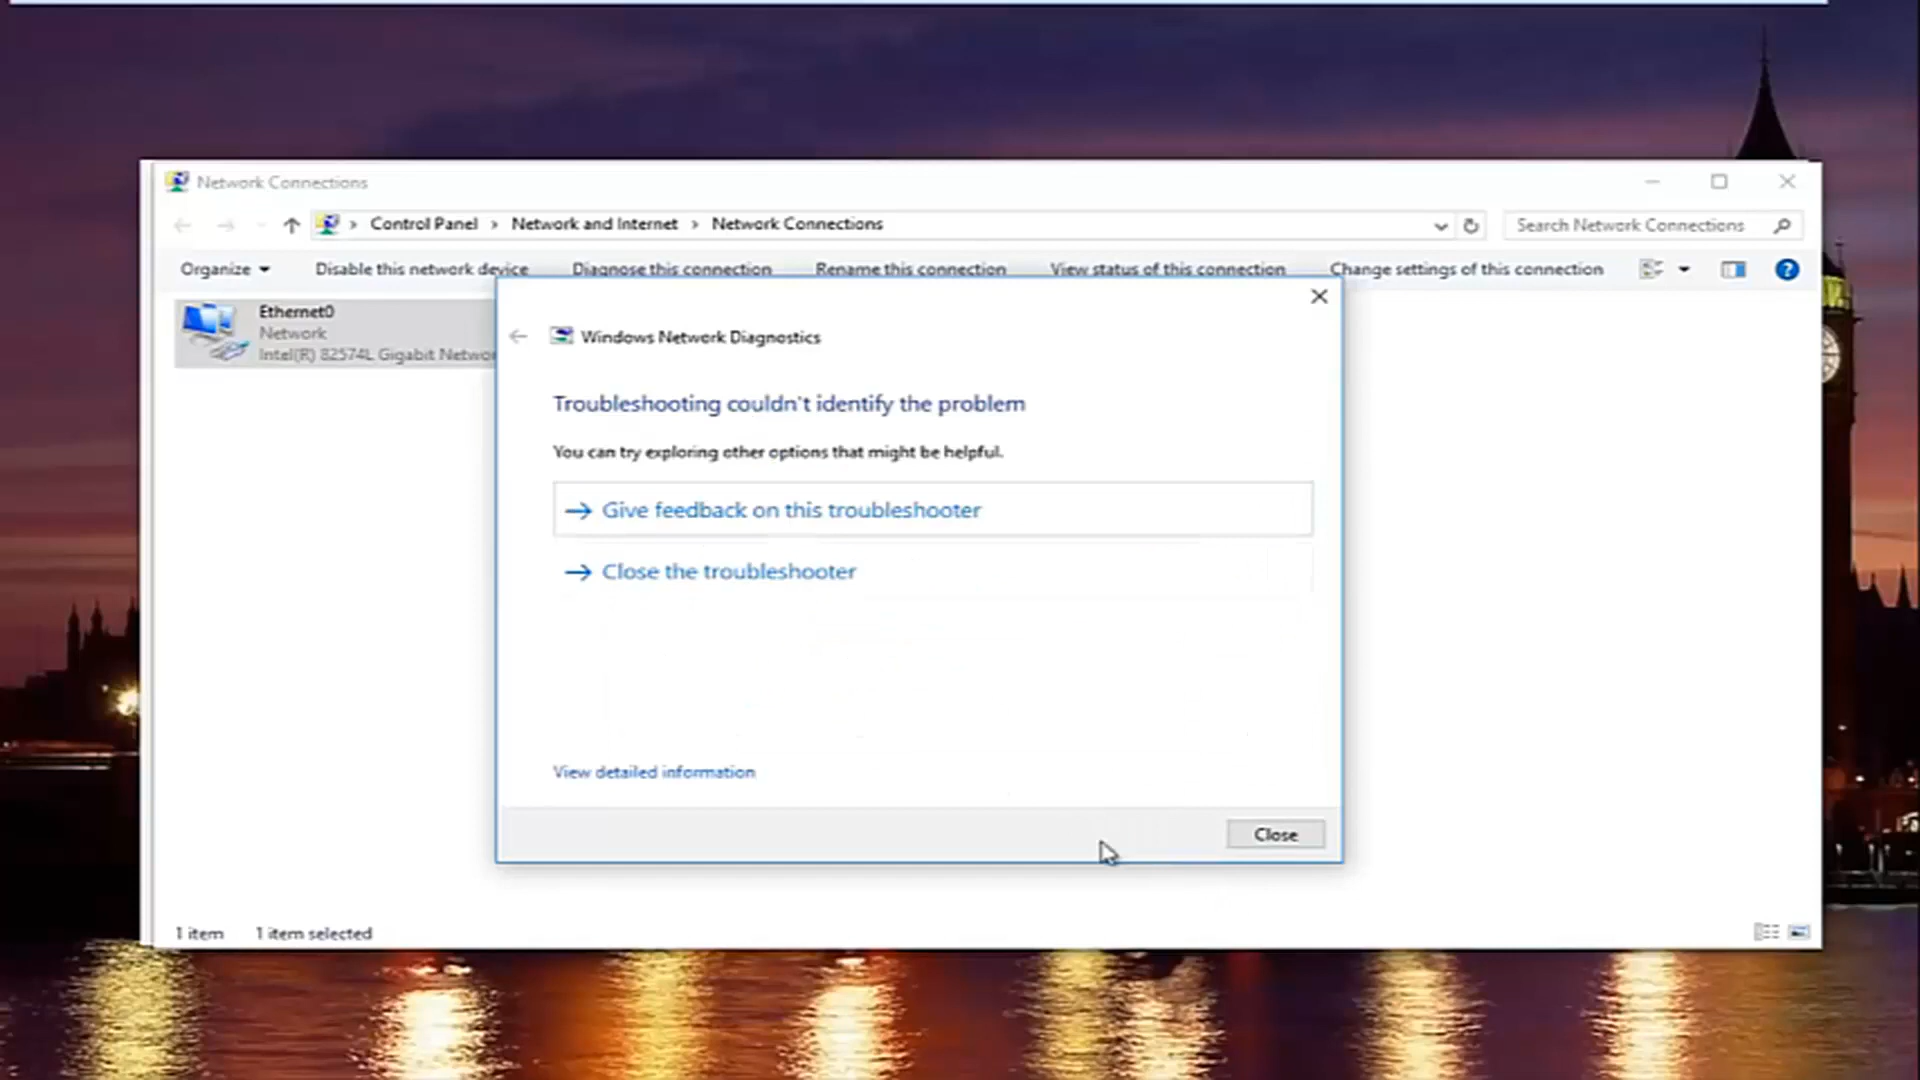 Network Connections
Control Panel > Network and Internet > Network Connections
Search Network Connections
Organize
Disable this network device
Diagnose this connection
Rename this connection
View status of this connection
Change settings of this connection
?
Ethernet0
Network
Intel(R) 82574L Gigabit Networ
Windows Network Diagnostics
Troubleshooting couldn't identify the problem
You can try exploring other options that might be helpful.
Give feedback on this troubleshooter
Close the troubleshooter
View detailed information
Close
1 item 1 item selected